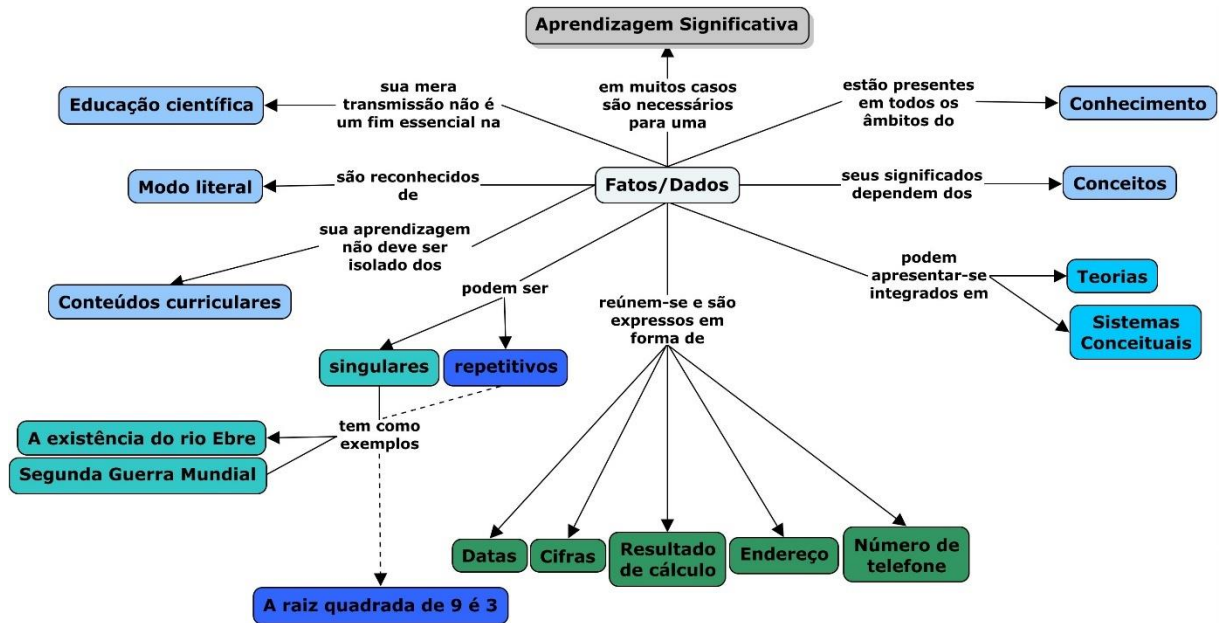 Aprendizagem Significativa
sua mera
transmissão não é
um fim essencial na
em muitos casos
são necessários
para uma
estão presentes
em todos os
âmbitos do
Educação científica
Conhecimento
Modo literal
são reconhecidos
de
Fatos/Dados
seus significados
dependem dos
Conceitos
sua aprendizagem
não deve ser
isolado dos
Conteúdos curriculares
podem ser
reúnem-se e são
expressos em
forma de
podem
apresentar-se
integrados em
Teorias
Sistemas
Conceituais
singulares
repetitivos
tem como
exemplos
A existência do rio Ebre
Segunda Guerra Mundial
Datas
Cifras
Resultado
de cálculo
Endereço
Número de
telefone
A raiz quadrada de 9 é 3